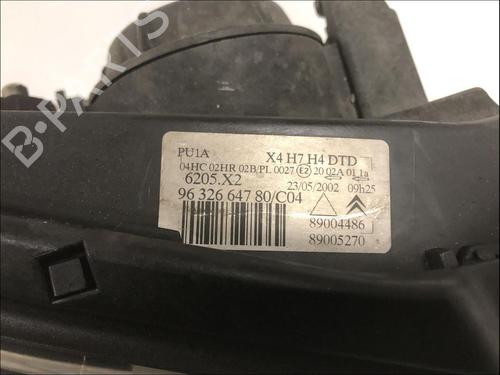 B-PARTS
PU1A X4 H7 H4 DTD
04HC 02HR 02B/PL 0027 E2 20 02A 01 1a
6205.X2 23/05/2002 09h25
96 326 647 80/C04
89004486
89005270